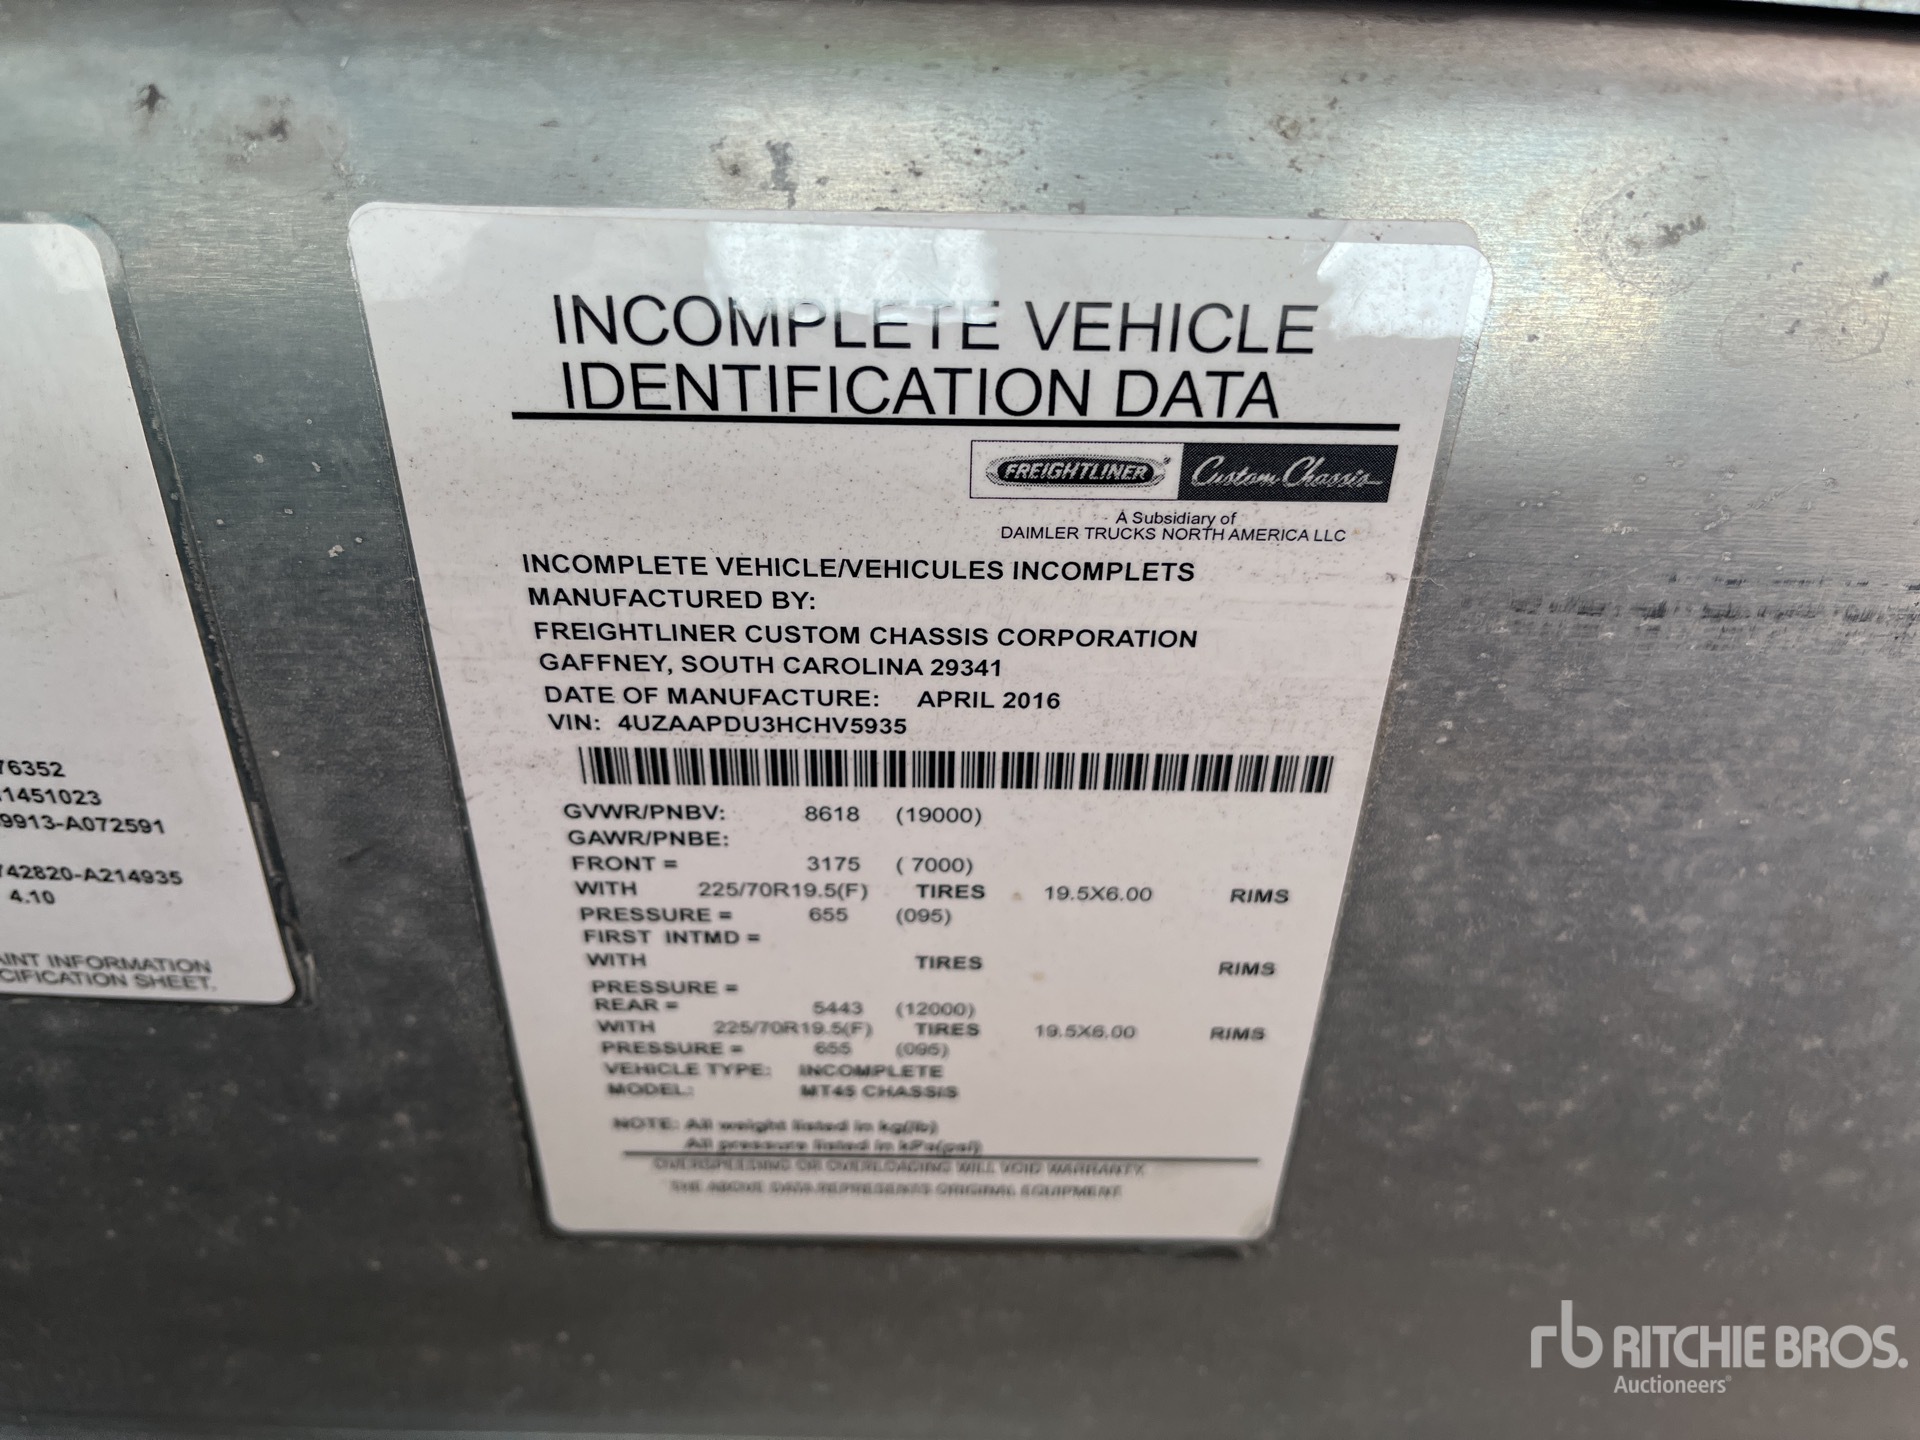 76352
1451023
9913-A072591
742820-A214935
4.10
INT INFORMATION
CIFICATION SHEET.
INCOMPLETE VEHICLE
IDENTIFICATION DATA
FREIGHTLINER® Custom Chassis
A Subsidiary of
DAIMLER TRUCKS NORTH AMERICA LLC
INCOMPLETE VEHICLE/VEHICULES INCOMPLETS
MANUFACTURED BY:
FREIGHTLINER CUSTOM CHASSIS CORPORATION
GAFFNEY, SOUTH CAROLINA 29341
DATE OF MANUFACTURE: APRIL 2016
VIN: 4UZAAPDU3HCHV5935
GVWR/PNBV: 8618 (19000)
GAWR/PNBE:
FRONT = 3175 ( 7000)
WITH 225/70R19.5(F) TIRES 19.5X6.00 RIMS
PRESSURE = 655 (095)
FIRST INTMD =
WITH TIRES RIMS
PRESSURE =
REAR = 5443 (12000)
WITH 225/70R19.5(F) TIRES 19.5X6.00 RIMS
PRESSURE = 655 (095)
VEHICLE TYPE: INCOMPLETE
MODEL: MT45 CHASSIS
NOTE: All weight listed in kg(lb)
All pressure listed in kPa(psi)
OVERSPEEDING OR OVERLOADING WILL VOID WARRANTY
THE ABOVE DATA REPRESENTS ORIGINAL EQUIPMENT
rb RITCHIE BROS.
Auctioneers